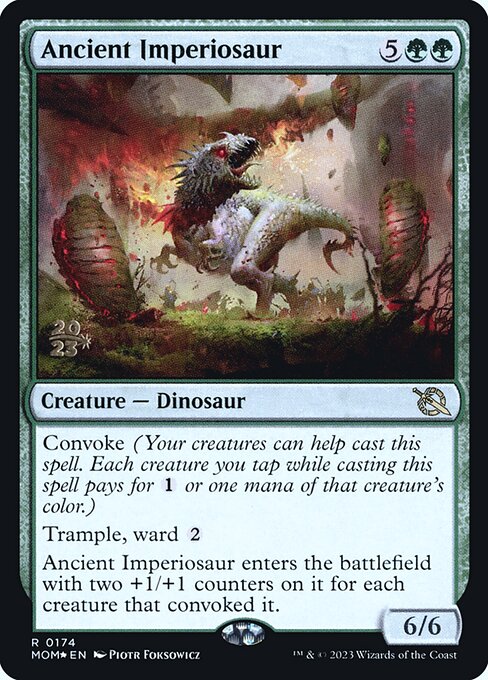 Ancient Imperiosaur 5
20
23
Creature — Dinosaur
Convoke (Your creatures can help cast this
spell. Each creature you tap while casting this
spell pays for 1 or one mana of that creature's
color.)
Trample, ward 2
Ancient Imperiosaur enters the battlefield
with two +1/+1 counters on it for each
creature that convoked it.
6/6
R 0174
MOM★EN Piotr Foksowicz ™ & © 2023 Wizards of the Coast